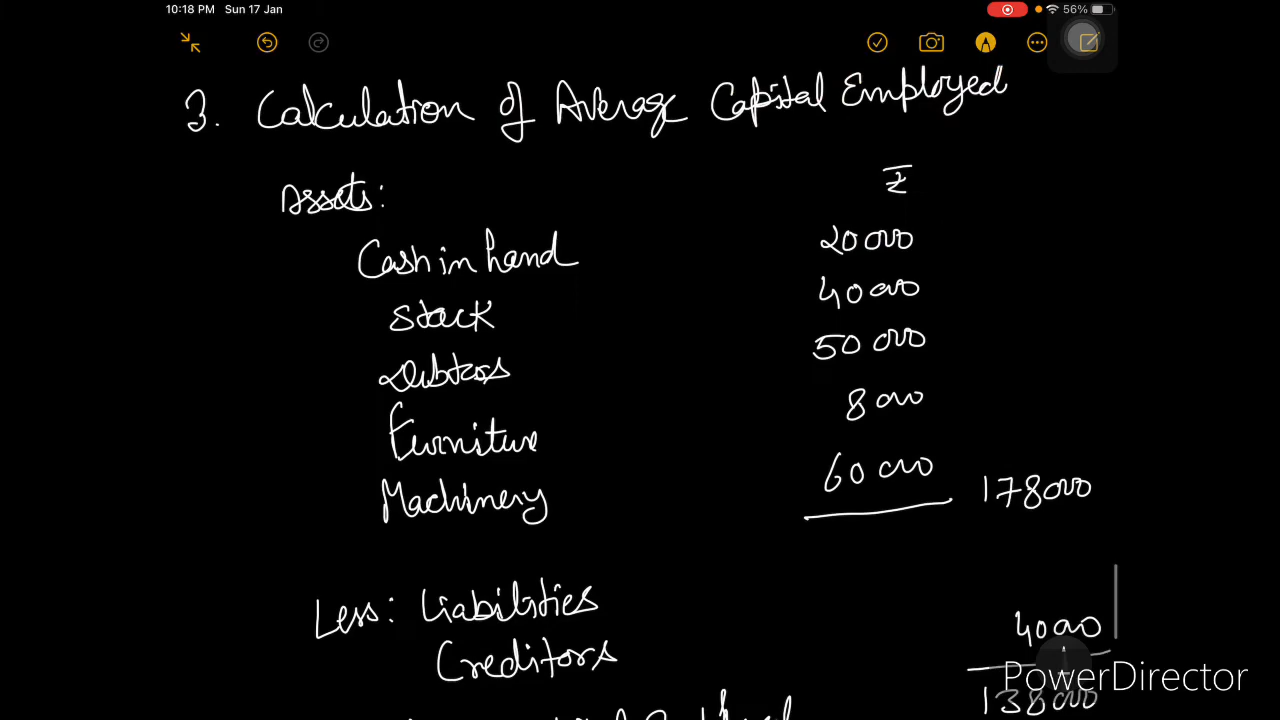 10:18 PM Sun 17 Jan 56%
3. Calculation of Average Capital Employed
Assets: ₹
Cash in hand 20000
Stock 40000
Debtors 50000
Furniture 8000
Machinery 60000 178000
Less: Liabilities
Creditors 40000
PowerDirector
138000